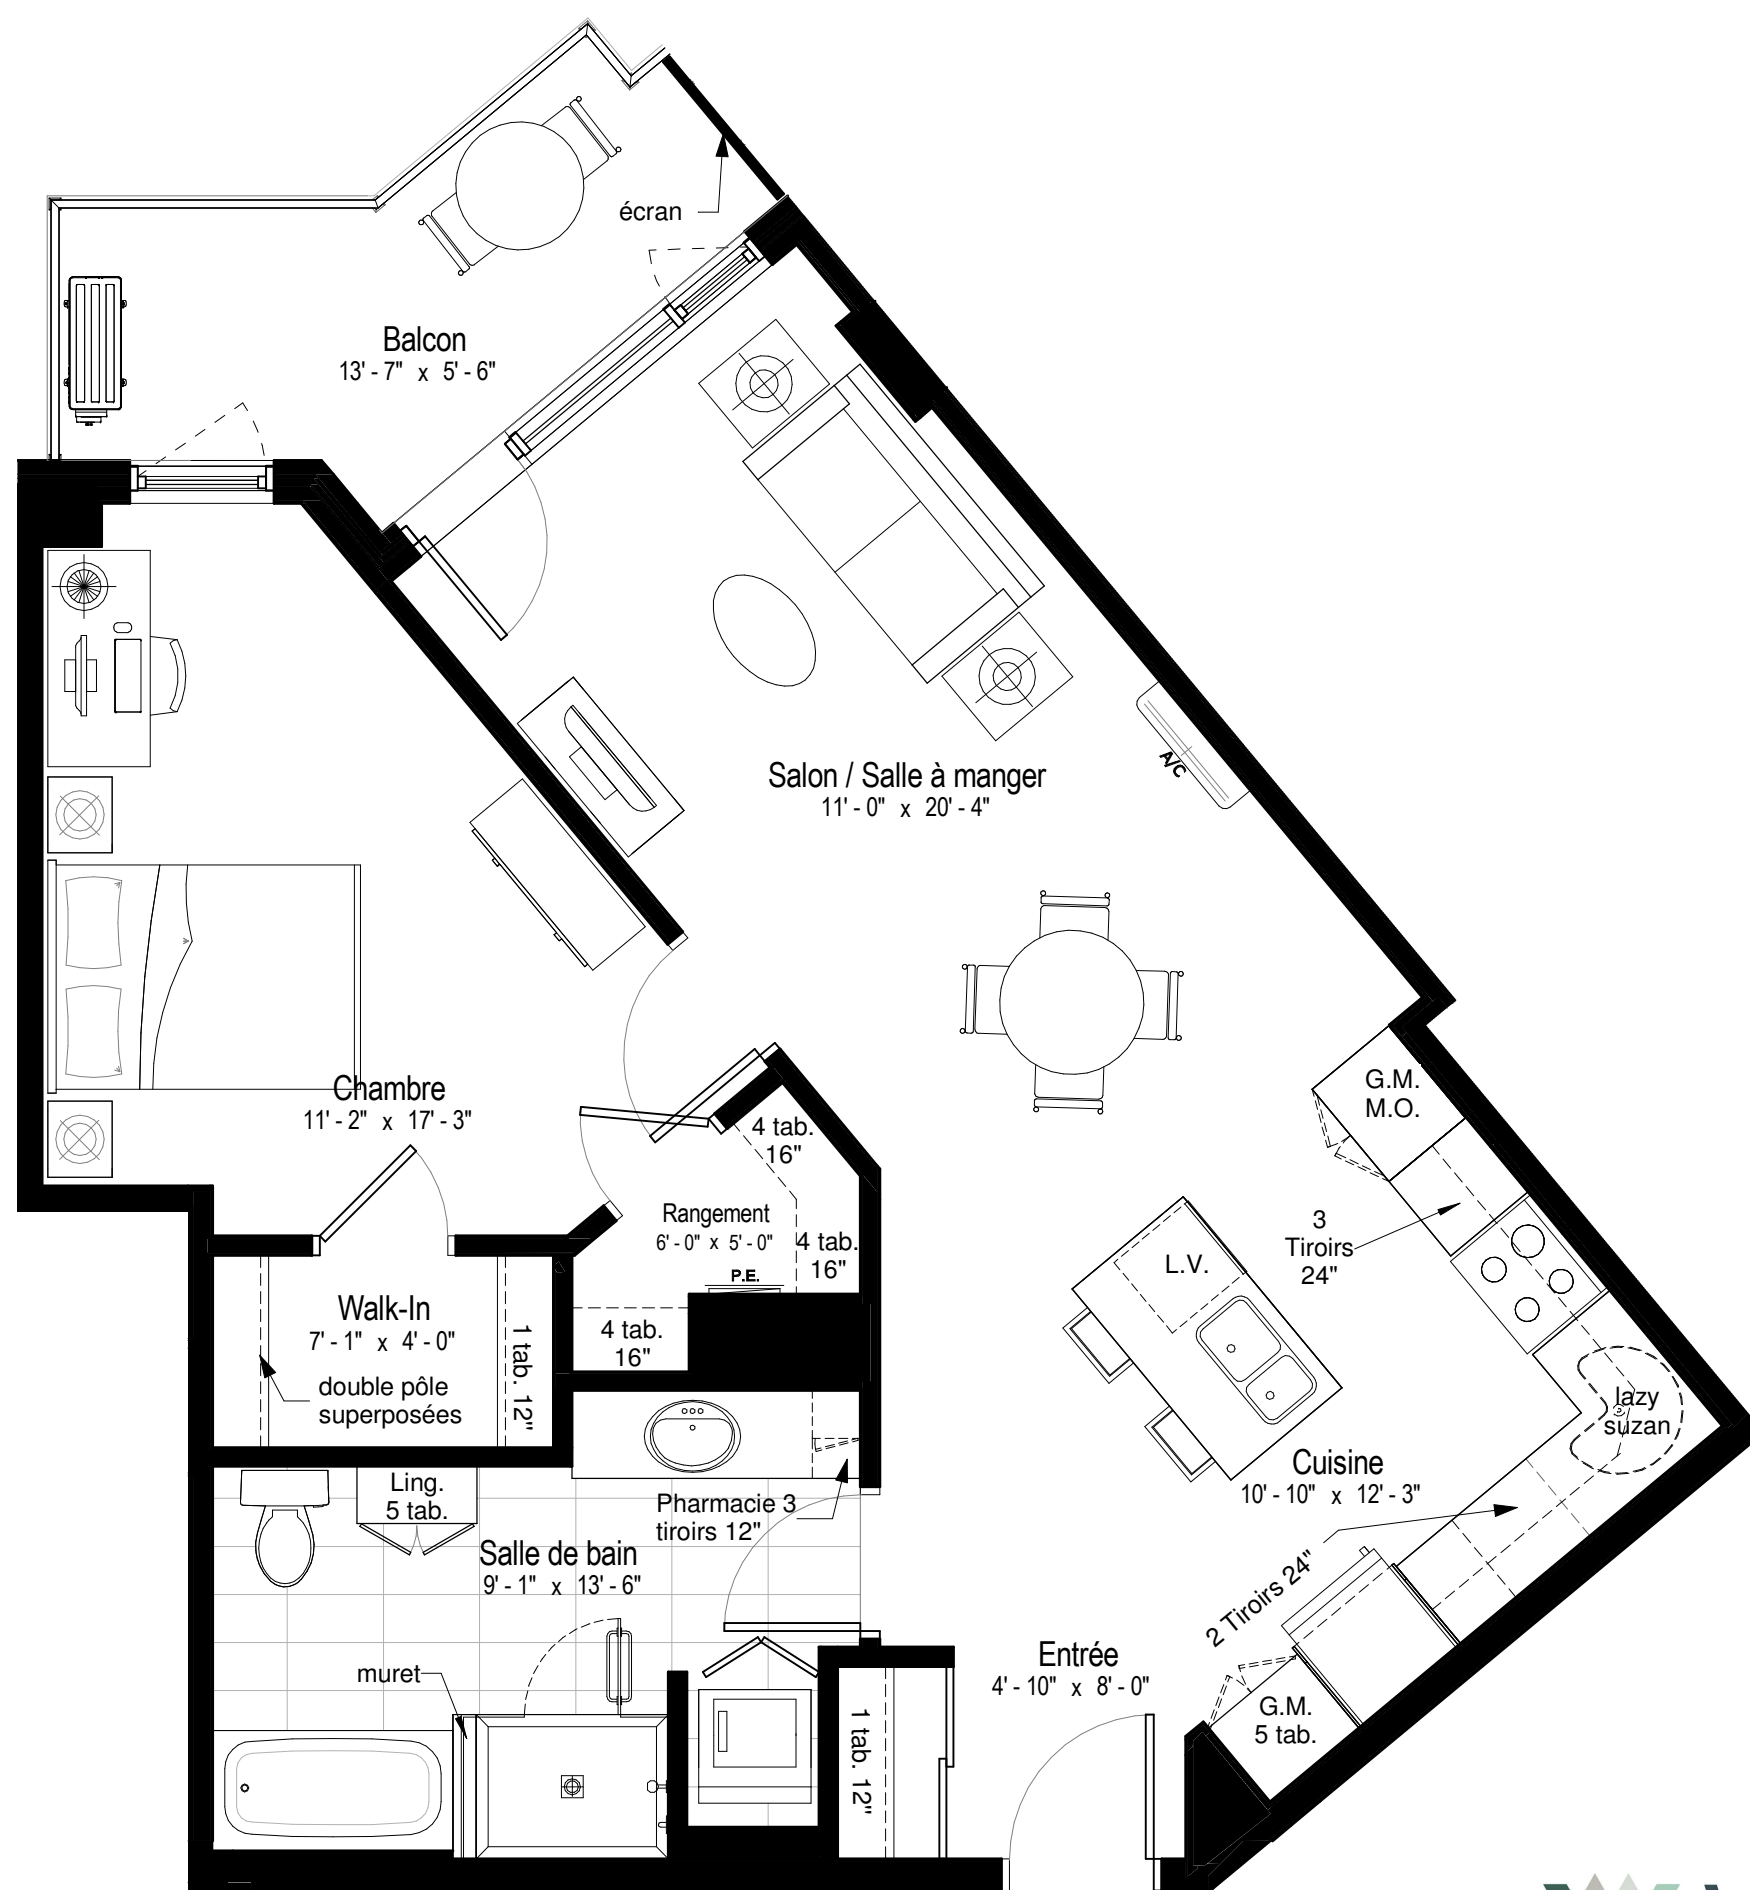 écran
Balcon
13' - 7" x 5' - 6"
Salon / Salle à manger
11' - 0" x 20' - 4"
A/C
Chambre
11' - 2" x 17' - 3"
4 tab.
16"
Rangement
6' - 0" x 5' - 0"
4 tab.
16"
P.E.
4 tab.
16"
Walk-In
7' - 1" x 4' - 0"
double pôle
superposées
1 tab. 12"
G.M.
M.O.
3
Tiroirs
24"
L.V.
lazy
suzan
Cuisine
10' - 10" x 12' - 3"
2 Tiroirs 24"
Ling.
5 tab.
Pharmacie 3
tiroirs 12"
Salle de bain
9' - 1" x 13' - 6"
muret
Entrée
4' - 10" x 8' - 0"
1 tab. 12"
G.M.
5 tab.